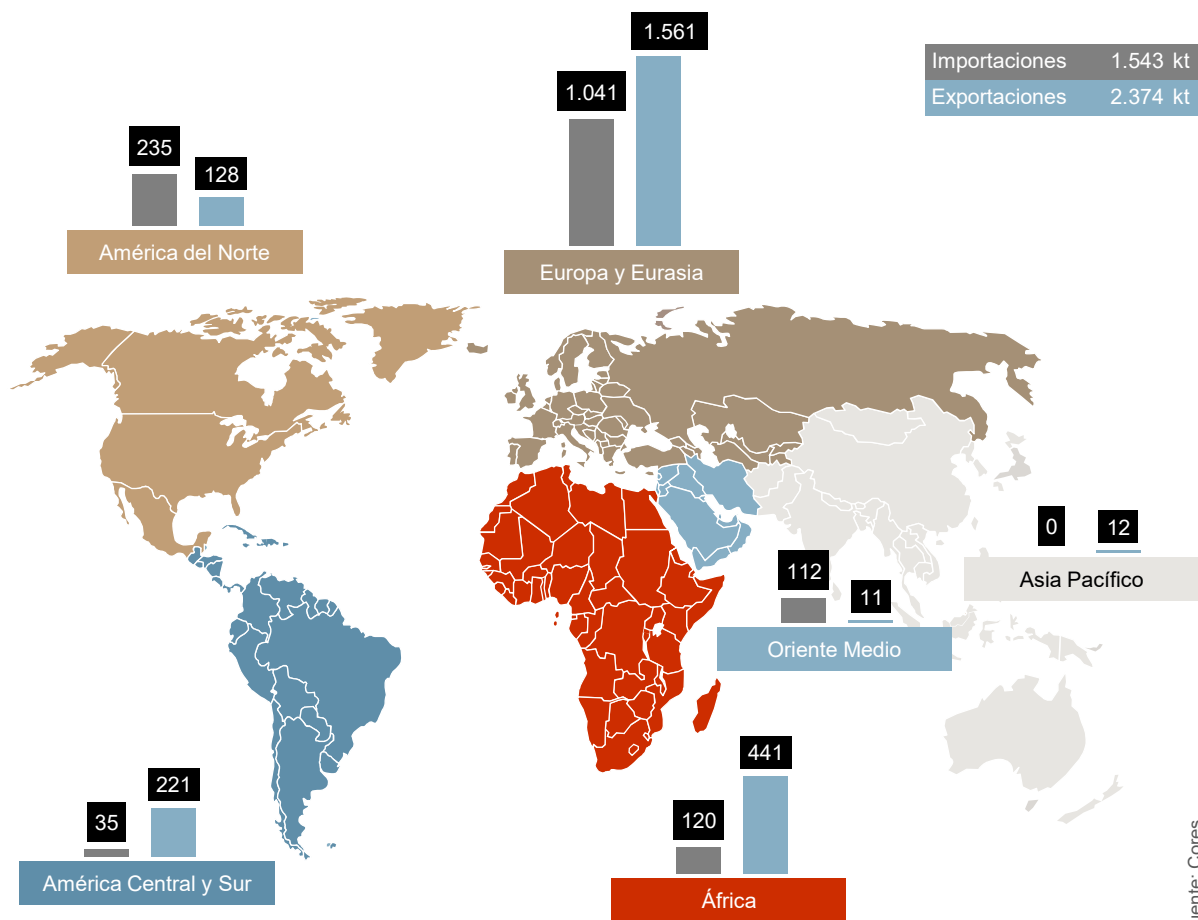 1.561
1.041
Importaciones 1.543 kt
Exportaciones 2.374 kt
235
128
América del Norte
Europa y Eurasia
0
12
Asia Pacífico
112
11
Oriente Medio
441
120
África
221
35
América Central y Sur
Cores